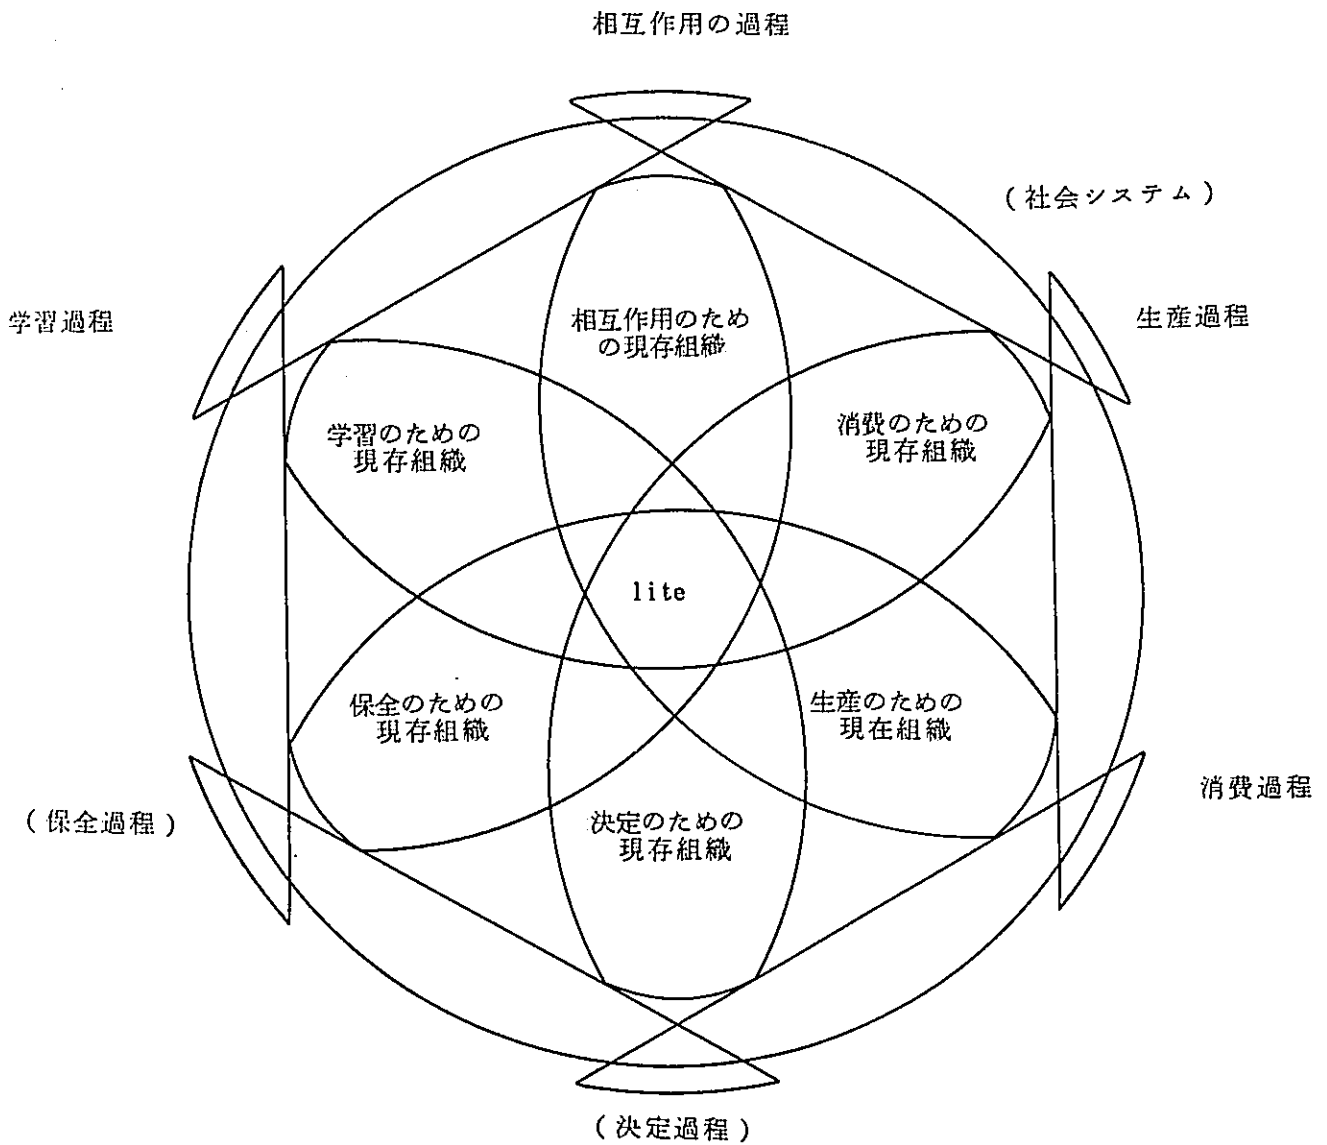 相互作用の過程
(社会システム)
学習過程
生産過程
相互作用のため
の現存組織
学習のための
現存組織
消費のための
現存組織
lite
保全のための
現存組織
生産のための
現在組織
消費過程
(保全過程)
決定のための
現存組織
(決定過程)